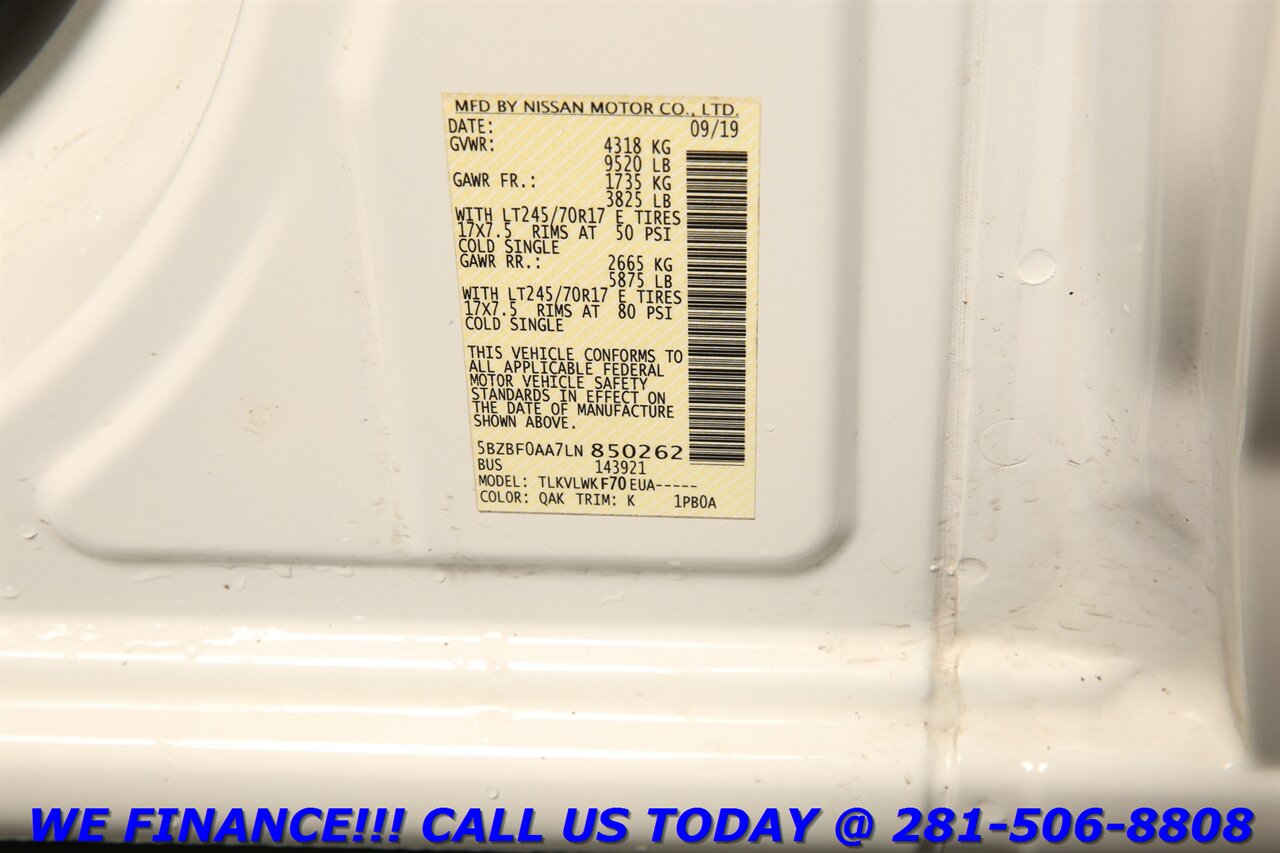 MFD BY NISSAN MOTOR CO., LTD.
DATE: 09/19
GVWR: 4318 KG
9520 LB
GAWR FR.: 1735 KG
3825 LB
WITH LT245/70R17 E TIRES
17X7.5 RIMS AT 50 PSI
COLD SINGLE
GAWR RR.: 2665 KG
5875 LB
WITH LT245/70R17 E TIRES
17X7.5 RIMS AT 80 PSI
COLD SINGLE
THIS VEHICLE CONFORMS TO
ALL APPLICABLE FEDERAL
MOTOR VEHICLE SAFETY
STANDARDS IN EFFECT ON
THE DATE OF MANUFACTURE
SHOWN ABOVE.
5BZBF0AA7LN 850262
BUS 143921
MODEL: TLKVLWKF70EUA-----
COLOR: QAK TRIM: K 1PB0A
WE FINANCE!!! CALL US TODAY @ 281-506-8808